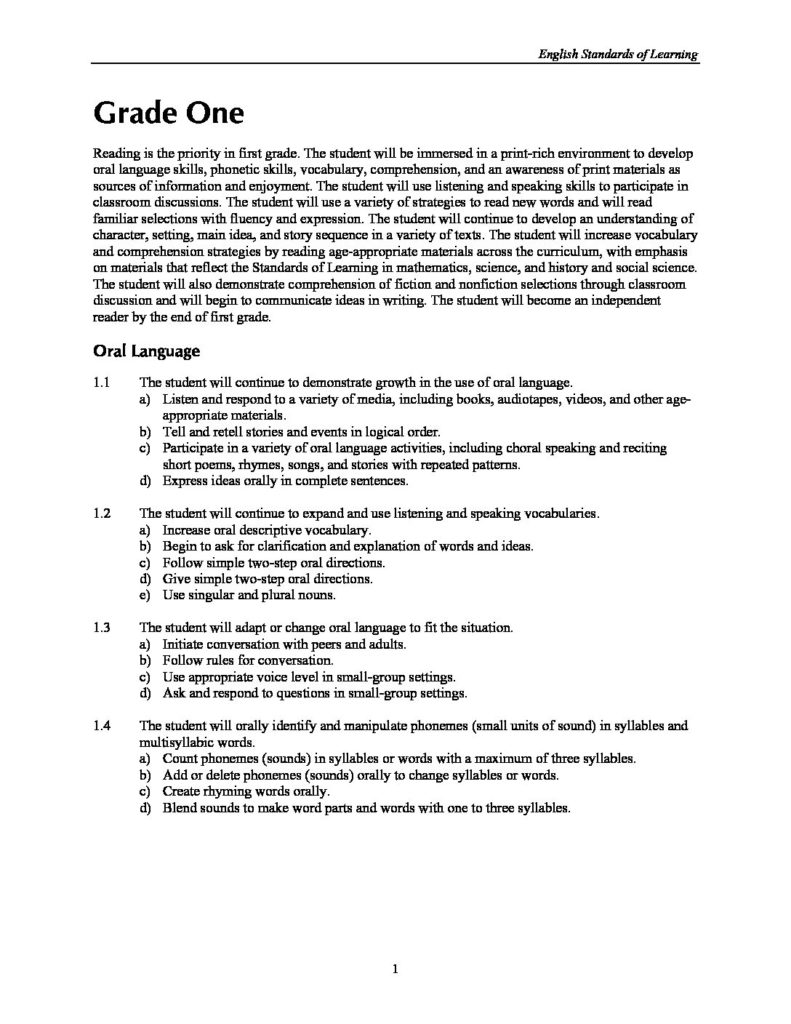 English Standards of Learning
Grade One
Reading is the priority in first grade. The student will be immersed in a print-rich environment to develop
oral language skills, phonetic skills, vocabulary, comprehension, and an awareness of print materials as
sources of information and enjoyment. The student will use listening and speaking skills to participate in
classroom discussions. The student will use a variety of strategies to read new words and will read
familiar selections with fluency and expression. The student will continue to develop an understanding of
character, setting, main idea, and story sequence in a variety of texts. The student will increase vocabulary
and comprehension strategies by reading age-appropriate materials across the curriculum, with emphasis
on materials that reflect the Standards of Learning in mathematics, science, and history and social science.
The student will also demonstrate comprehension of fiction and nonfiction selections through classroom
discussion and will begin to communicate ideas in writing. The student will become an independent
reader by the end of first grade.
Oral Language
1.1 The student will continue to demonstrate growth in the use of oral language.
a) Listen and respond to a variety of media, including books, audiotapes, videos, and other age-
appropriate materials.
b) Tell and retell stories and events in logical order.
c) Participate in a variety of oral language activities, including choral speaking and reciting
short poems, rhymes, songs, and stories with repeated patterns.
d) Express ideas orally in complete sentences.
1.2 The student will continue to expand and use listening and speaking vocabularies.
a) Increase oral descriptive vocabulary.
b) Begin to ask for clarification and explanation of words and ideas.
c) Follow simple two-step oral directions.
d) Give simple two-step oral directions.
e) Use singular and plural nouns.
1.3 The student will adapt or change oral language to fit the situation.
a) Initiate conversation with peers and adults.
b) Follow rules for conversation.
c) Use appropriate voice level in small-group settings.
d) Ask and respond to questions in small-group settings.
1.4 The student will orally identify and manipulate phonemes (small units of sound) in syllables and
multisyllabic words.
a) Count phonemes (sounds) in syllables or words with a maximum of three syllables.
b) Add or delete phonemes (sounds) orally to change syllables or words.
c) Create rhyming words orally.
d) Blend sounds to make word parts and words with one to three syllables.
1